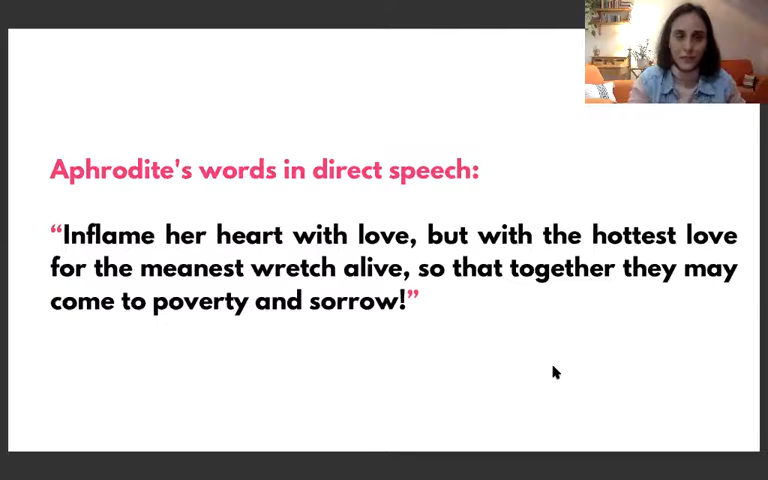 Aphrodite's words in direct speech:
“Inflame her heart with love, but with the hottest love
for the meanest wretch alive, so that together they may
come to poverty and sorrow!”